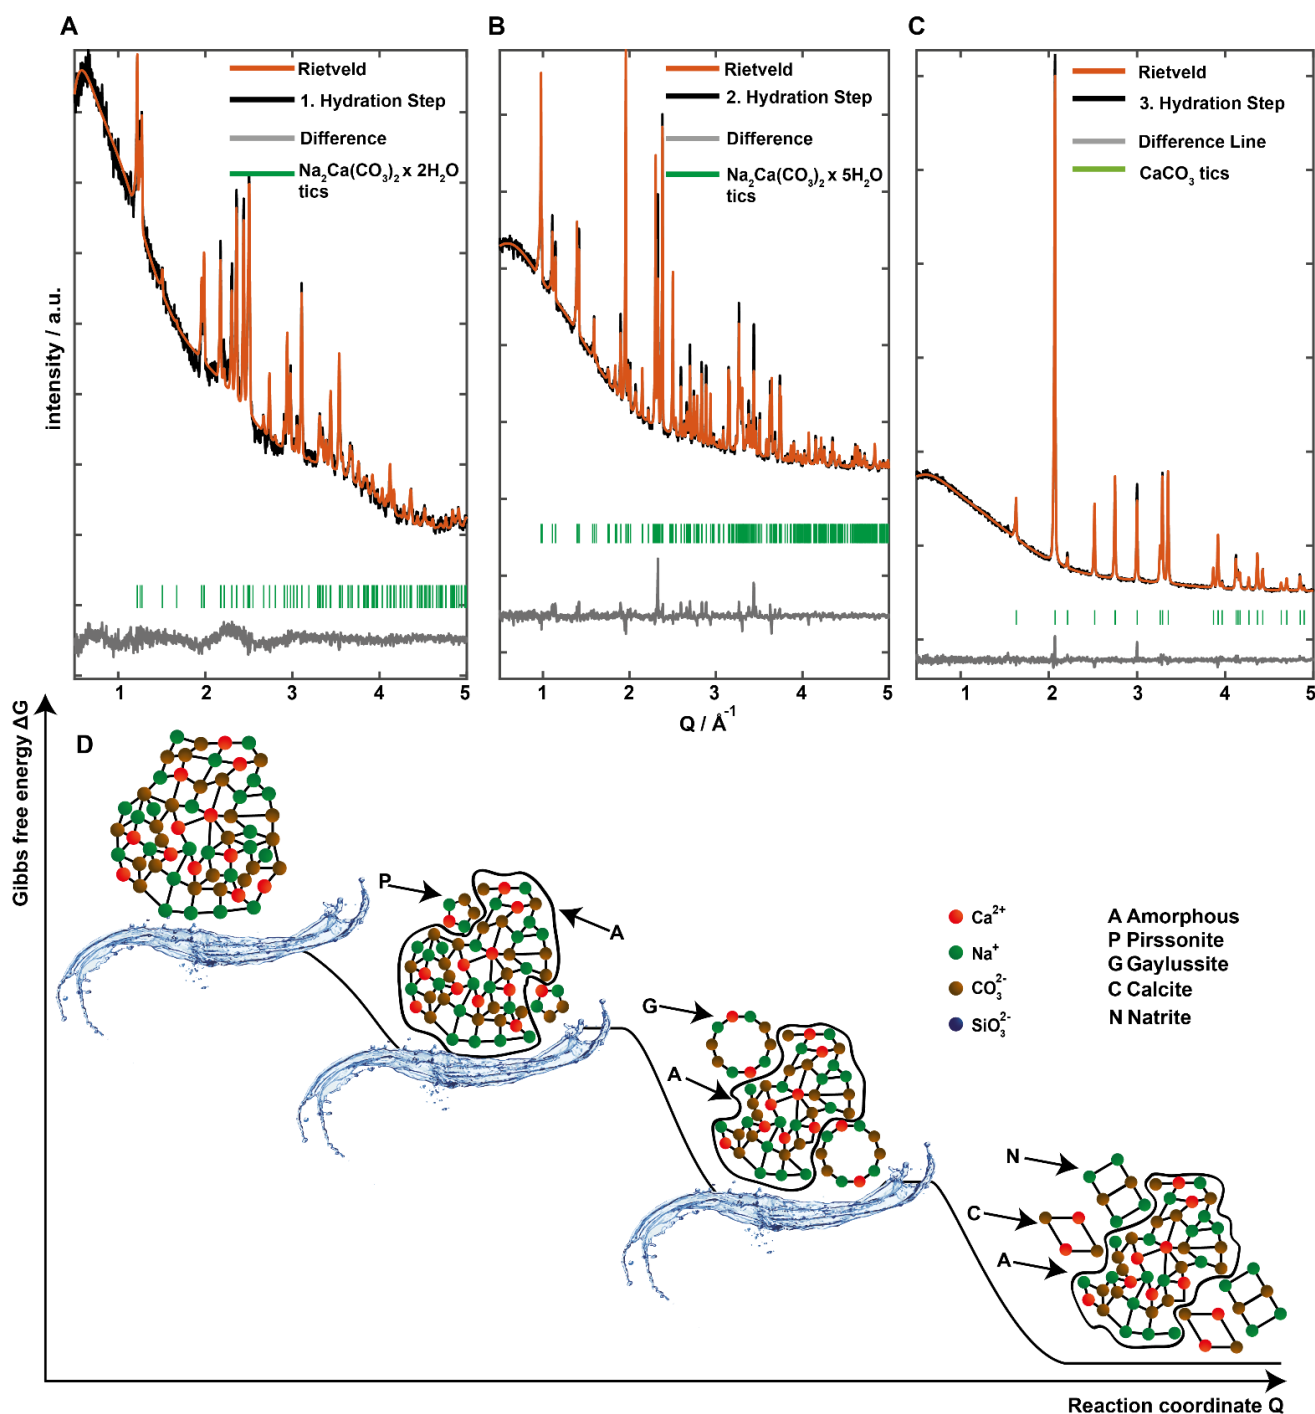 A
Rietveld
1. Hydration Step
Difference
Na₂Ca(CO₃)₂ x 2H₂O
tics
intensity / a.u.
1 2 3 4 5
B
Rietveld
2. Hydration Step
Difference
Na₂Ca(CO₃)₂ x 5H₂O
tics
1 2 3 4 5
Q / Å⁻¹
C
Rietveld
3. Hydration Step
Difference Line
CaCO₃ tics
1 2 3 4 5
Gibbs free energy ΔG
D
P
A
G
A
N
C
A
Ca²⁺
Na⁺
CO₃²⁻
SiO₃²⁻
A Amorphous
P Pirssonite
G Gaylussite
C Calcite
N Natrite
Reaction coordinate Q